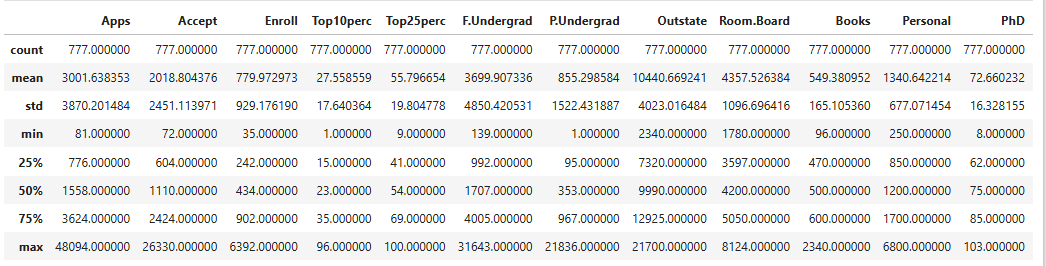 Apps Accept Enroll Top10perc Top25perc F.Undergrad P.Undergrad Outstate Room.Board Books Personal PhD
count 777.000000 777.000000 777.000000 777.000000 777.000000 777.000000 777.000000 777.000000 777.000000 777.000000 777.000000 777.000000
mean 3001.638353 2018.804376 779.972973 27.558559 55.796654 3699.907336 855.298584 10440.669241 4357.526384 549.380952 1340.642214 72.660232
std 3870.201484 2451.113971 929.176190 17.640364 19.804778 4850.420531 1522.431887 4023.016484 1096.696416 165.105360 677.071454 16.328155
min 81.000000 72.000000 35.000000 1.000000 9.000000 139.000000 1.000000 2340.000000 1780.000000 96.000000 250.000000 8.000000
25% 776.000000 604.000000 242.000000 15.000000 41.000000 992.000000 95.000000 7320.000000 3597.000000 470.000000 850.000000 62.000000
50% 1558.000000 1110.000000 434.000000 23.000000 54.000000 1707.000000 353.000000 9990.000000 4200.000000 500.000000 1200.000000 75.000000
75% 3624.000000 2424.000000 902.000000 35.000000 69.000000 4005.000000 967.000000 12925.000000 5050.000000 600.000000 1700.000000 85.000000
max 48094.000000 26330.000000 6392.000000 96.000000 100.000000 31643.000000 21836.000000 21700.000000 8124.000000 2340.000000 6800.000000 103.000000